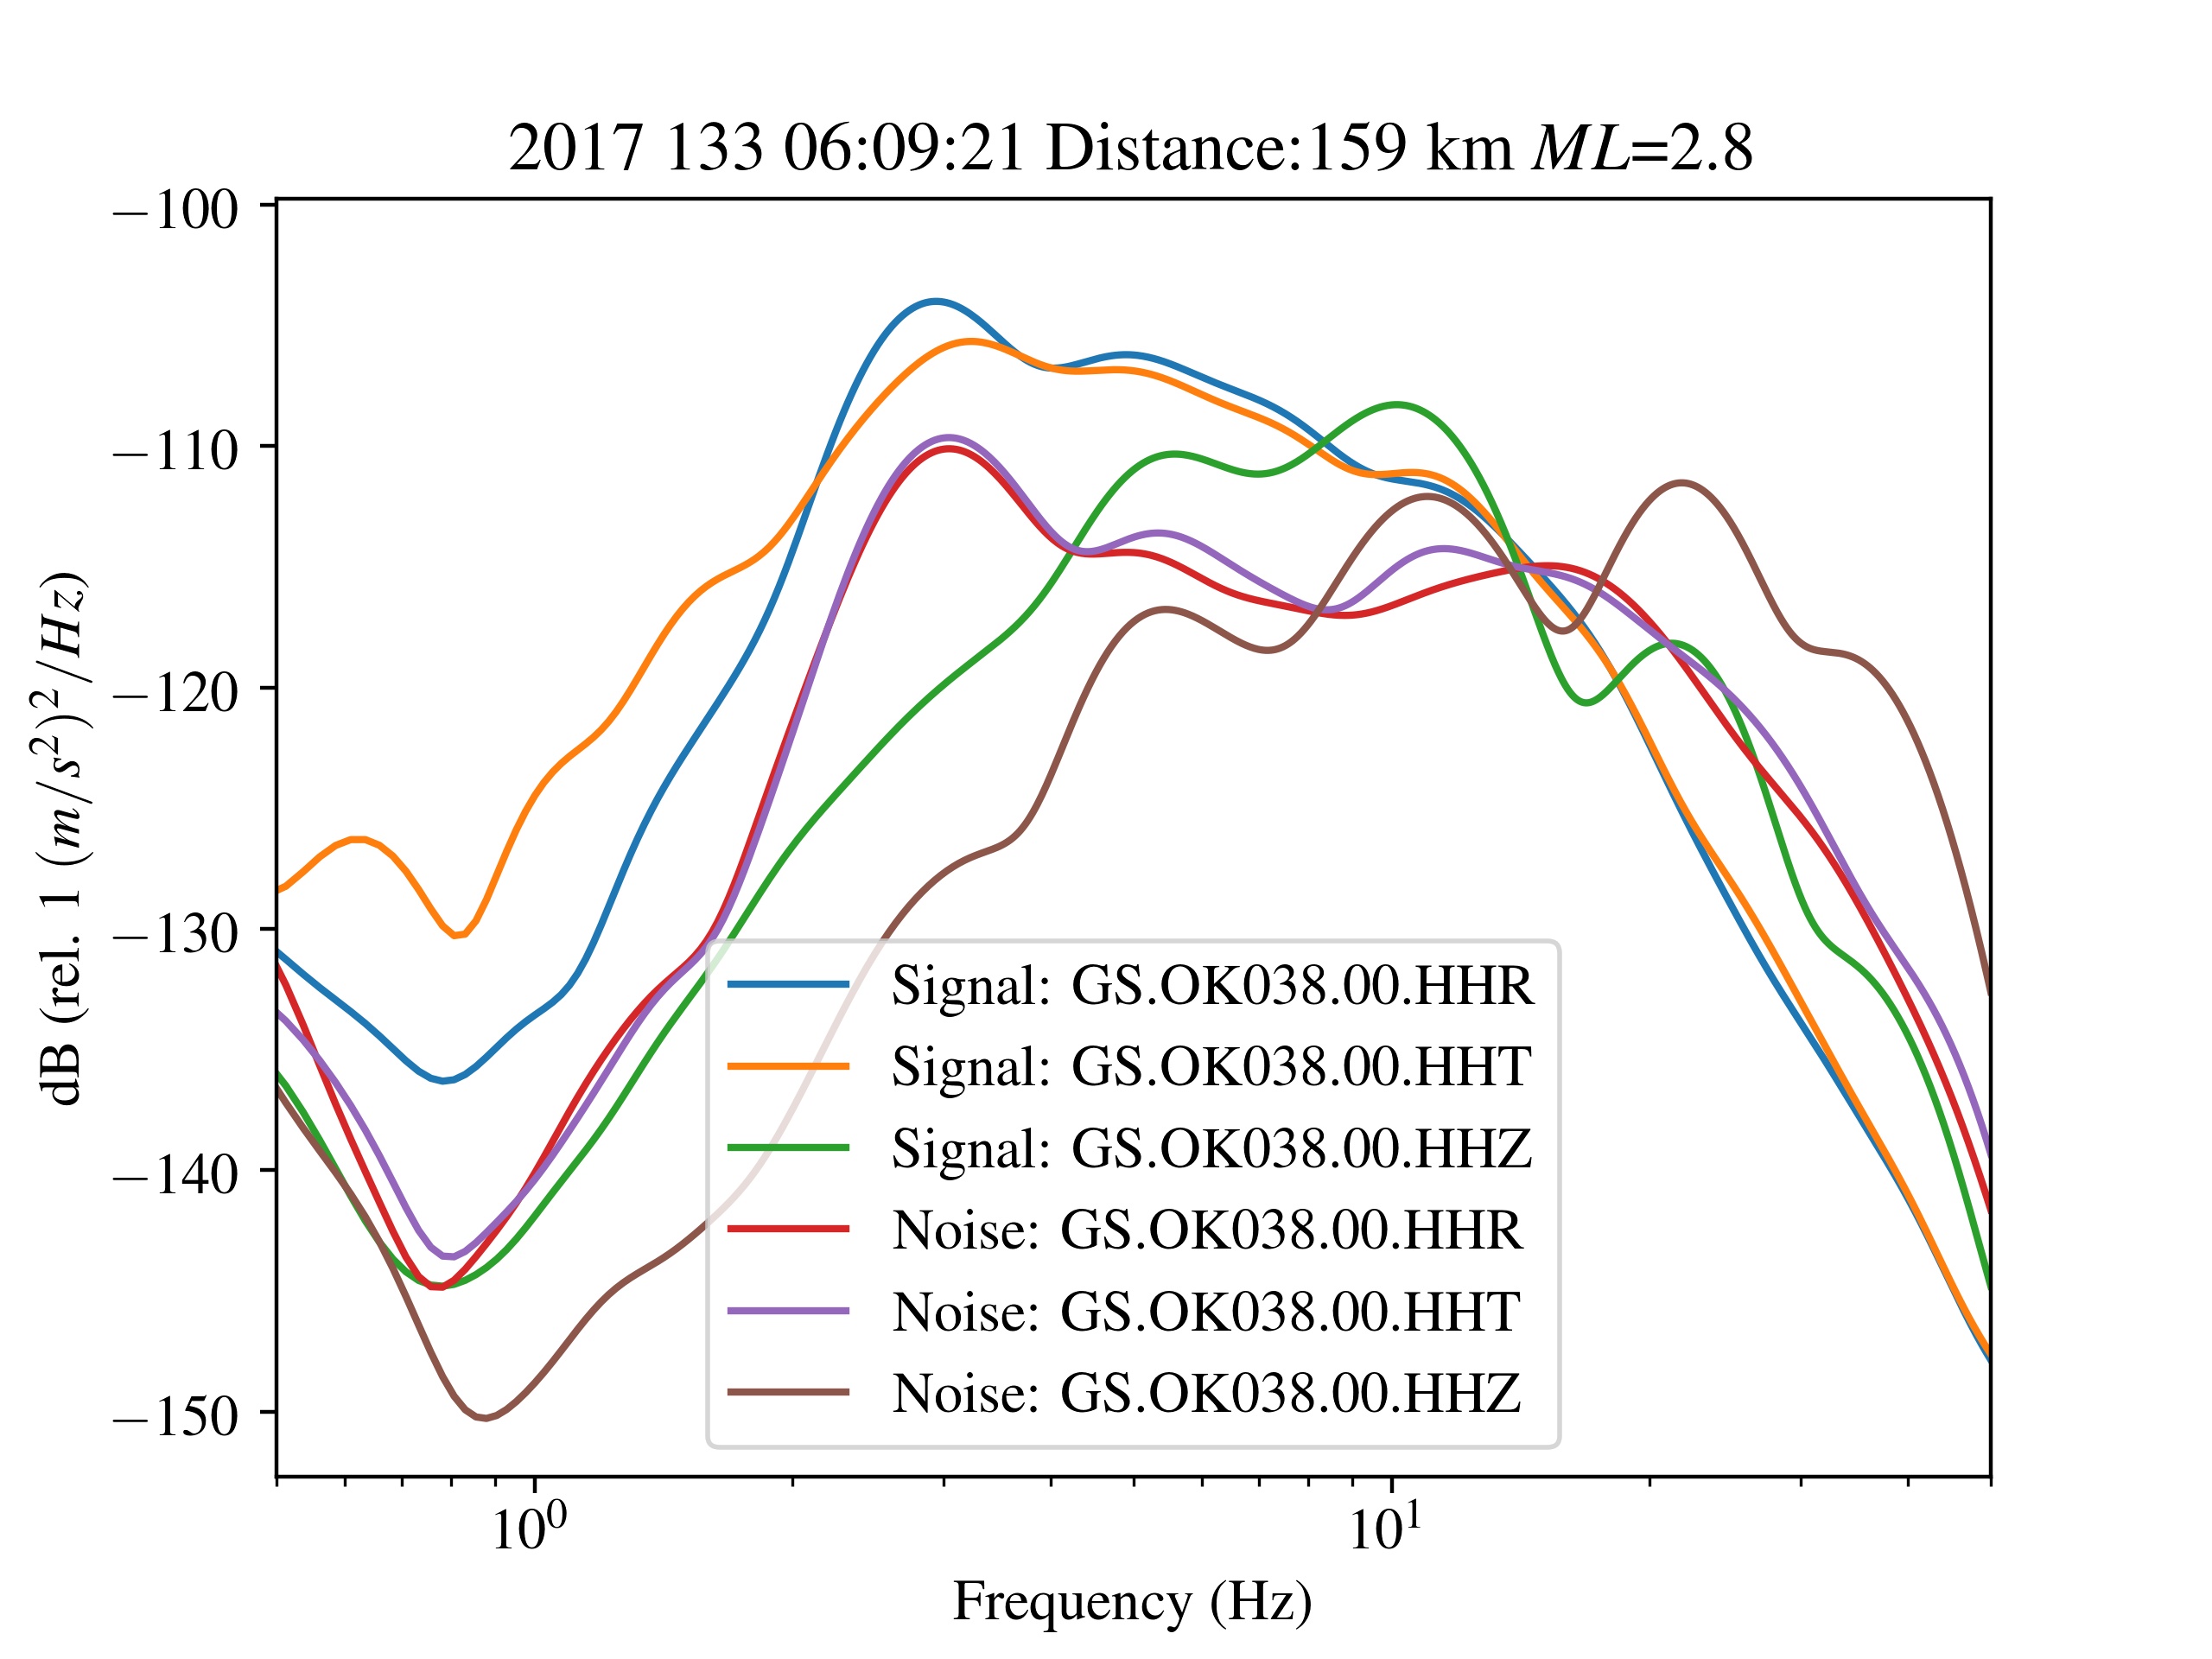 2017 133 06:09:21 Distance:159 km ML=2.8
dB (rel. 1 (m/s²)²/Hz)
−100
−110
−120
−130
−140
−150
Signal: GS.OK038.00.HHR
Signal: GS.OK038.00.HHT
Signal: GS.OK038.00.HHZ
Noise: GS.OK038.00.HHR
Noise: GS.OK038.00.HHT
Noise: GS.OK038.00.HHZ
10⁰ 10¹
Frequency (Hz)